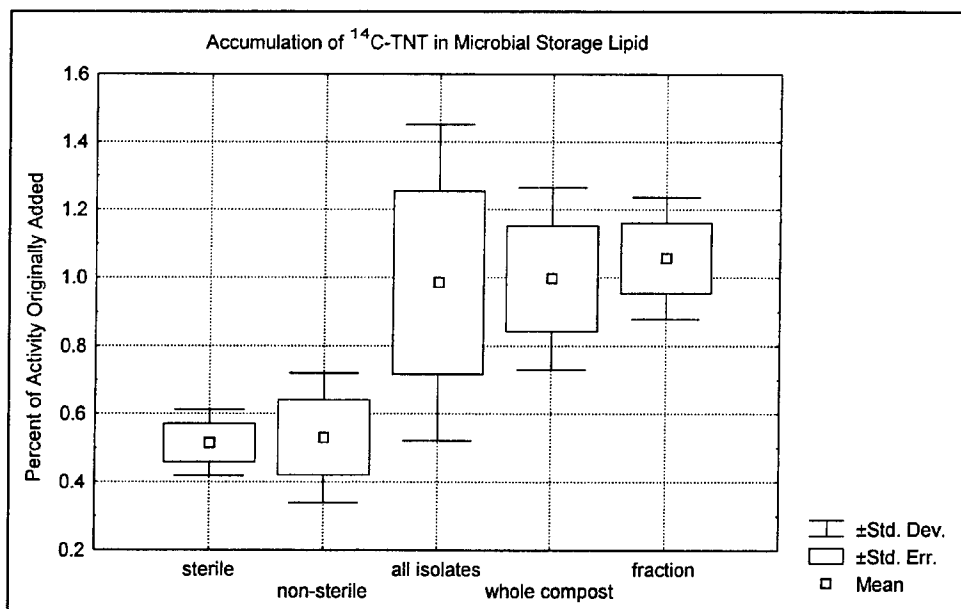 Accumulation of ¹⁴C-TNT in Microbial Storage Lipid
Percent of Activity Originally Added
1.6
1.4
1.2
1.0
0.8
0.6
0.4
0.2
sterile
non-sterile
all isolates
whole compost
fraction
±Std. Dev.
±Std. Err.
Mean